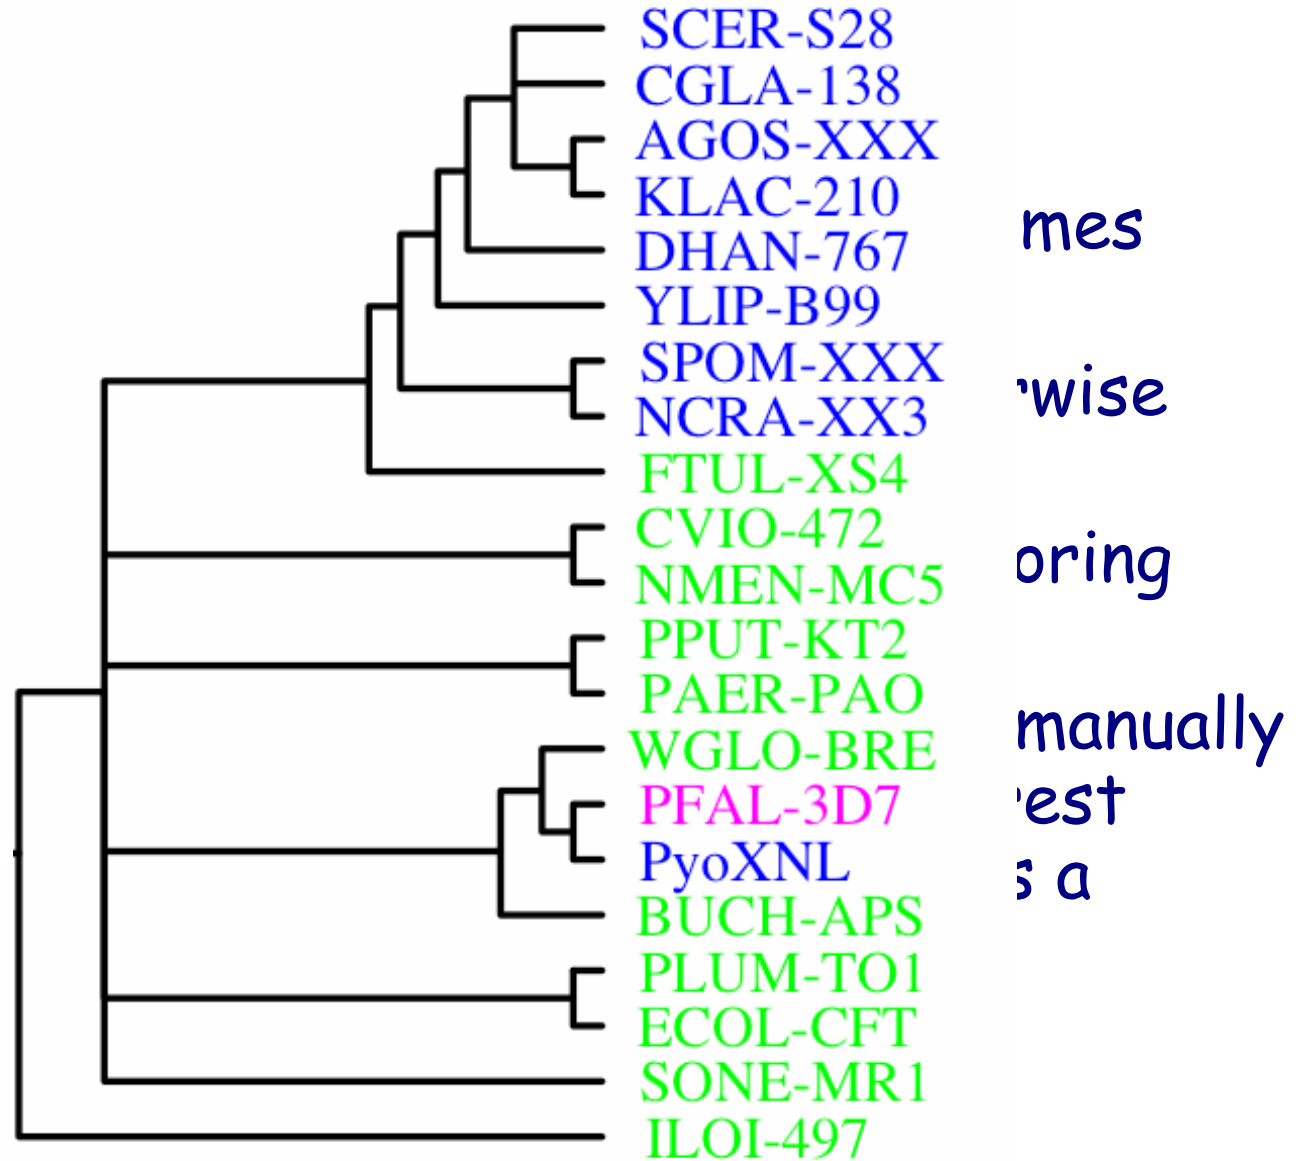 SCER-S28
CGLA-138
AGOS-XXX
KLAC-210
DHAN-767
YLIP-B99
SPOM-XXX
NCRA-XX3
FTUL-XS4
CVIO-472
NMEN-MC5
PPUT-KT2
PAER-PAO
WGLO-BRE
PFAL-3D7
PyoXNL
BUCH-APS
PLUM-TO1
ECOL-CFT
SONE-MR1
ILOI-497
mes
rwise
oring
manually
rest
s a